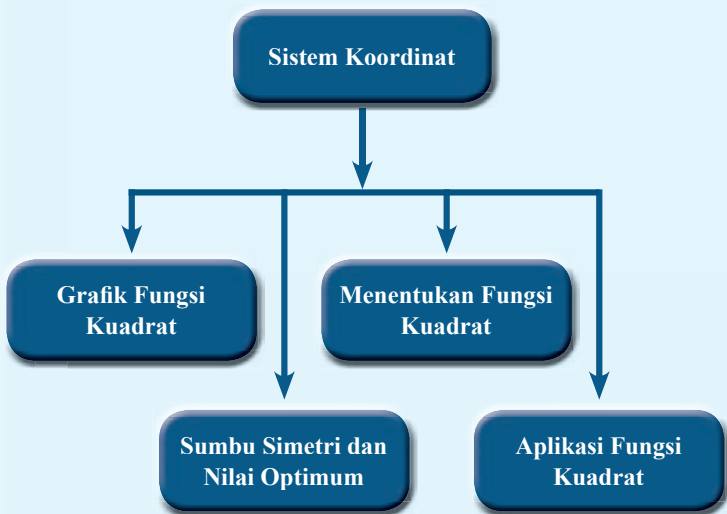 Sistem Koordinat
Grafik Fungsi
Kuadrat
Menentukan Fungsi
Kuadrat
Sumbu Simetri dan
Nilai Optimum
Aplikasi Fungsi
Kuadrat